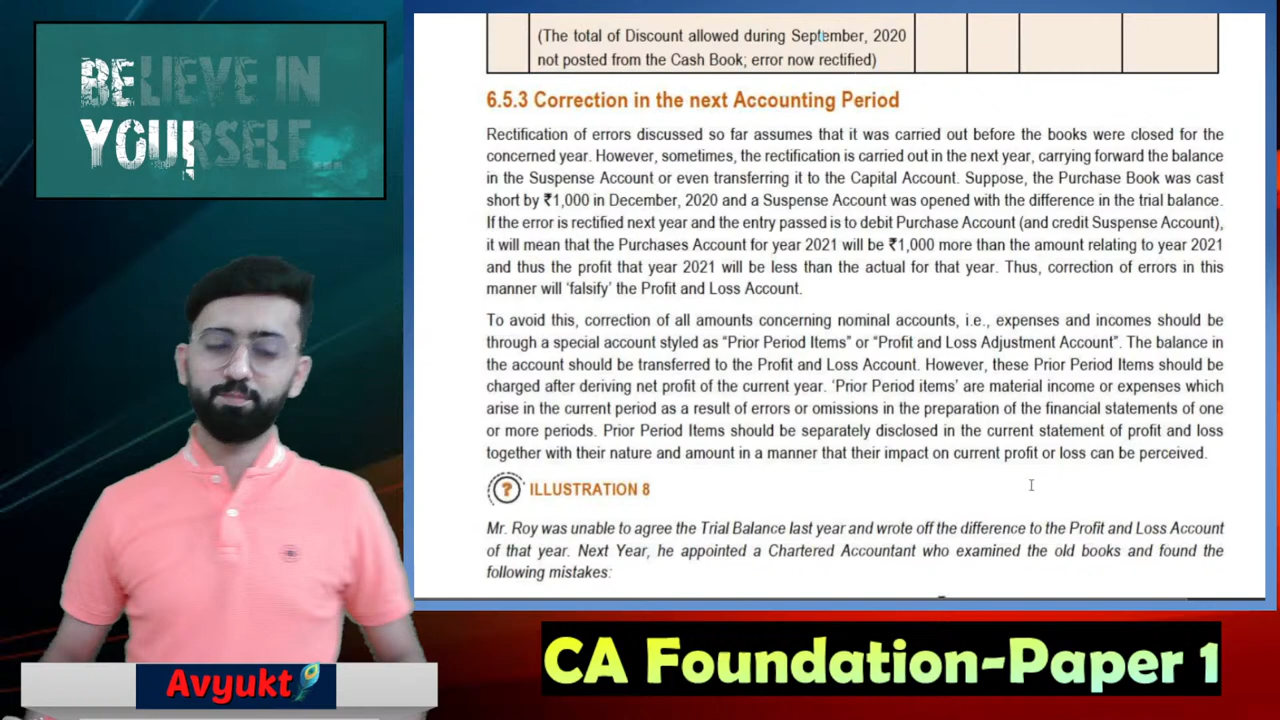 BELIEVE IN
YOURSELF...
(The total of Discount allowed during September, 2020
not posted from the Cash Book; error now rectified)
6.5.3 Correction in the next Accounting Period
Rectification of errors discussed so far assumes that it was carried out before the books were closed for the
concerned year. However, sometimes, the rectification is carried out in the next year, carrying forward the balance
in the Suspense Account or even transferring it to the Capital Account. Suppose, the Purchase Book was cast
short by ₹1,000 in December, 2020 and a Suspense Account was opened with the difference in the trial balance.
If the error is rectified next year and the entry passed is to debit Purchase Account (and credit Suspense Account),
it will mean that the Purchases Account for year 2021 will be ₹1,000 more than the amount relating to year 2021
and thus the profit that year 2021 will be less than the actual for that year. Thus, correction of errors in this
manner will ‘falsify’ the Profit and Loss Account.
To avoid this, correction of all amounts concerning nominal accounts, i.e., expenses and incomes should be
through a special account styled as “Prior Period Items” or “Profit and Loss Adjustment Account”. The balance in
the account should be transferred to the Profit and Loss Account. However, these Prior Period Items should be
charged after deriving net profit of the current year. ‘Prior Period items’ are material income or expenses which
arise in the current period as a result of errors or omissions in the preparation of the financial statements of one
or more periods. Prior Period Items should be separately disclosed in the current statement of profit and loss
together with their nature and amount in a manner that their impact on current profit or loss can be perceived.
? ILLUSTRATION 8
Mr. Roy was unable to agree the Trial Balance last year and wrote off the difference to the Profit and Loss Account
of that year. Next Year, he appointed a Chartered Accountant who examined the old books and found the
following mistakes:
Avyukt
CA Foundation-Paper 1